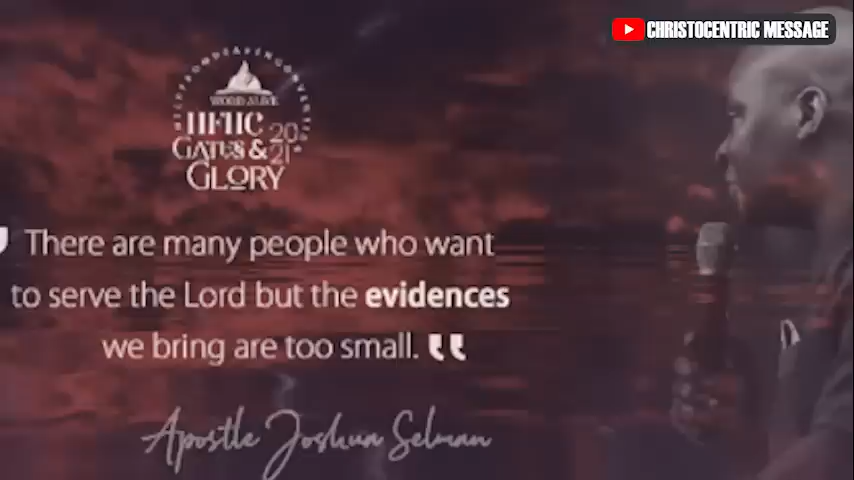 CHRISTOCENTRIC MESSAGE
WORD ALIVE
HFHC 2021
GATES &
GLORY
There are many people who want
to serve the Lord but the evidences
we bring are too small. "
Apostle Joshua Selman